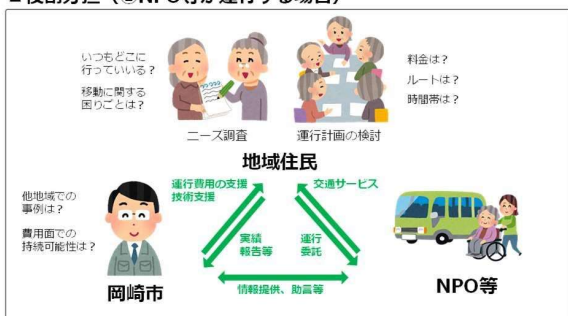 ■役割分担（②NPO等が運行する場合）
いつもどこに
行っていい？
移動に関する
困りごとは？
料金は？
ルートは？
時間帯は？
ニーズ調査
運行計画の検討
地域住民
運行費用の支援
技術支援
交通サービス
他地域での
事例は？
費用面での
持続可能性は？
実績
報告等
運行
委託
岡崎市
情報提供、助言等
NPO等